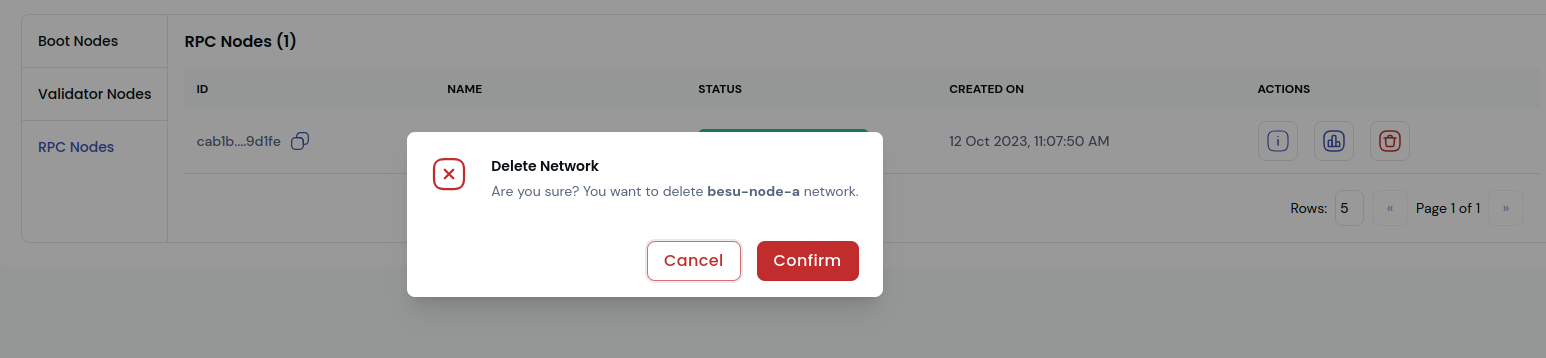 Boot Nodes
Validator Nodes
RPC Nodes
RPC Nodes (1)
ID NAME STATUS CREATED ON ACTIONS
cab1b....9d1fe 12 Oct 2023, 11:07:50 AM
Rows: 5 « Page 1 of 1 »
Delete Network
Are you sure? You want to delete besu-node-a network.
Cancel Confirm